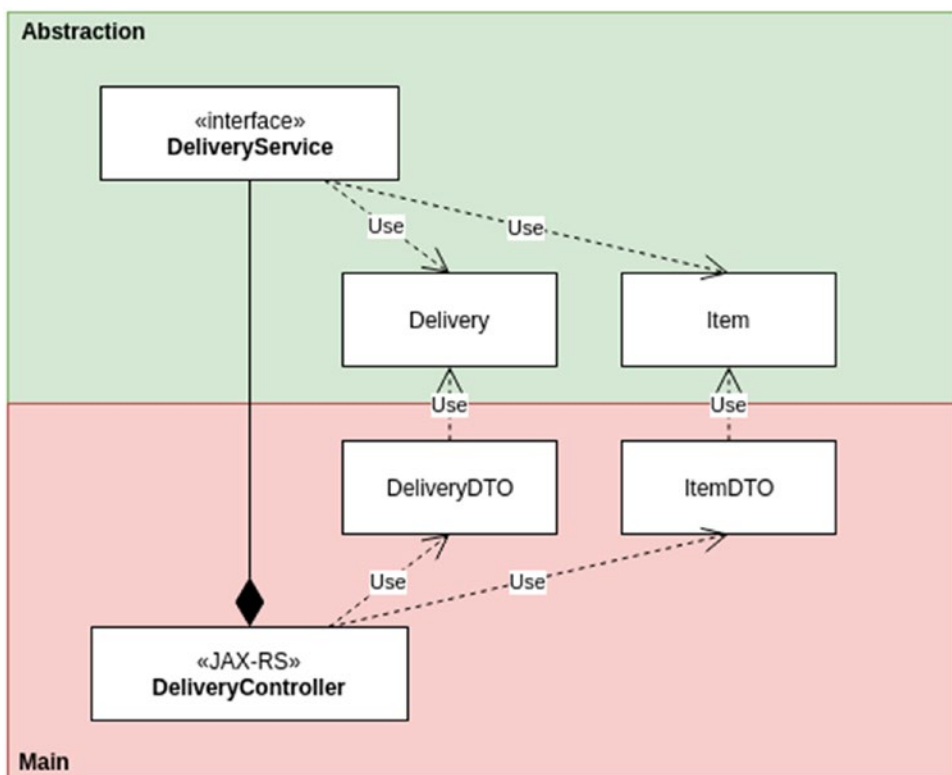 Abstraction
«interface»
DeliveryService
Use
Use
Delivery
Item
Use
Use
DeliveryDTO
ItemDTO
Use
Use
«JAX-RS»
DeliveryController
Main